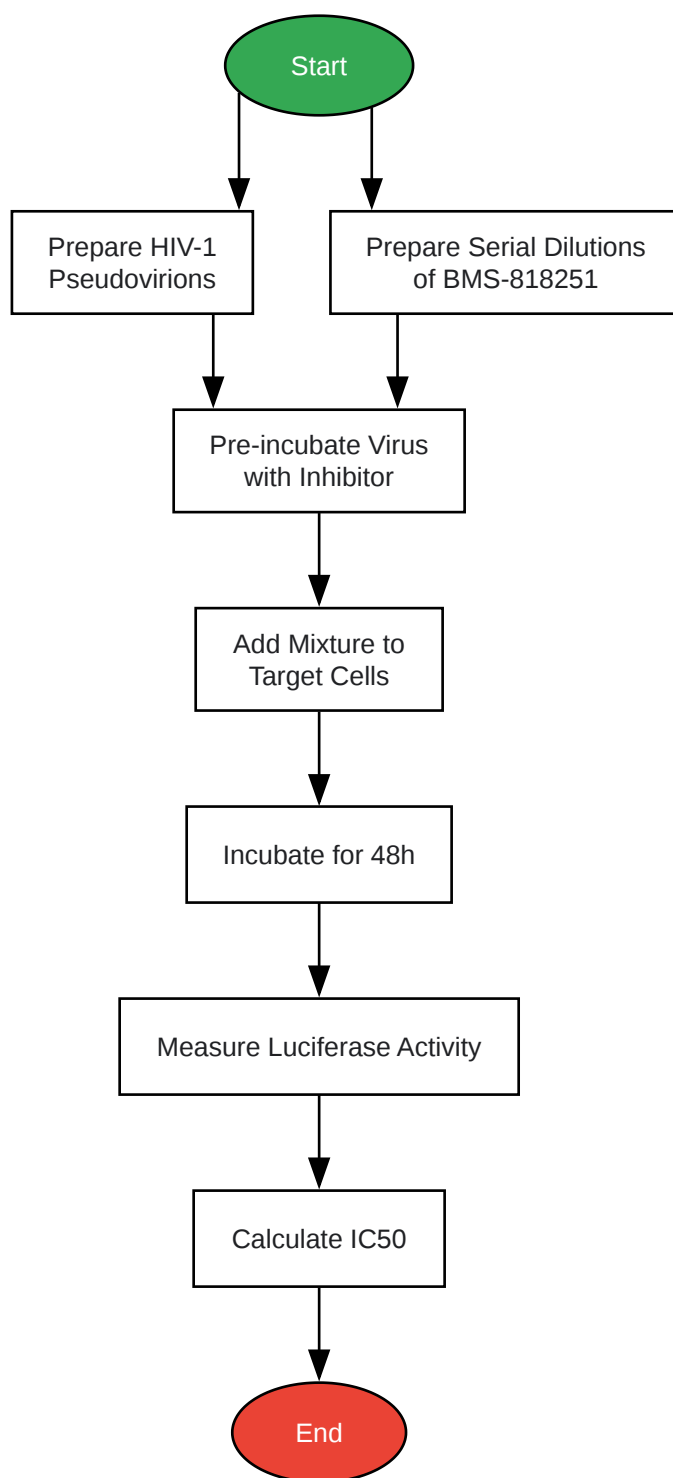 Start
Prepare HIV-1
Pseudovirions
Prepare Serial Dilutions
of BMS-818251
Pre-incubate Virus
with Inhibitor
Add Mixture to
Target Cells
Incubate for 48h
Measure Luciferase Activity
Calculate IC50
End